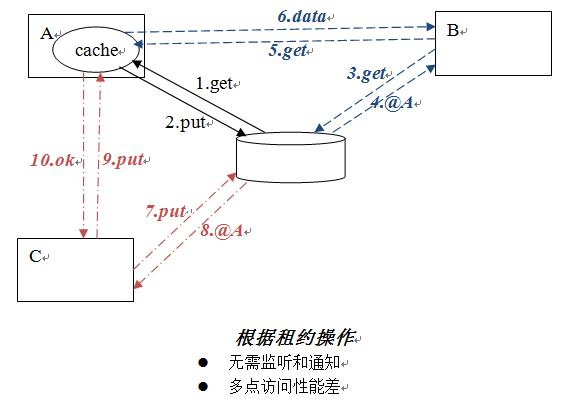 6.data
A
B
cache
5.get
1.get
3.get
2.put
4.@A
10.ok
9.put
7.put
8.@A
C
根据租约操作
● 无需监听和通知
● 多点访问性能差